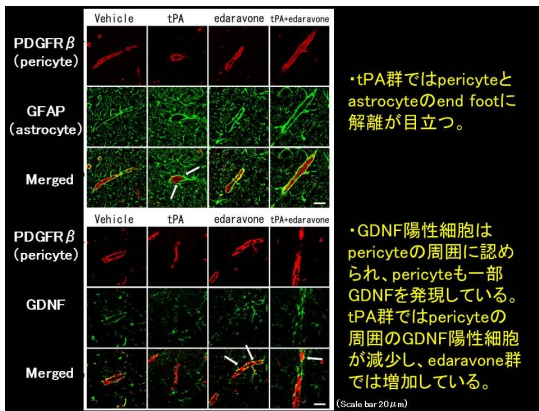 Vehicle tPA edaravone tPA+edaravone
PDGFRβ
(pericyte)
GFAP
(astrocyte)
Merged
Vehicle tPA edaravone tPA+edaravone
PDGFRβ
(pericyte)
GDNF
Merged
(Scale bar 20μm)
・tPA群ではpericyteと
astrocyteのend footに
解離が目立つ。
・GDNF陽性細胞は
pericyteの周囲に認め
られ、pericyteも一部
GDNFを発現している。
tPA群ではpericyteの
周囲のGDNF陽性細胞
が減少し、edaravone群
では増加している。